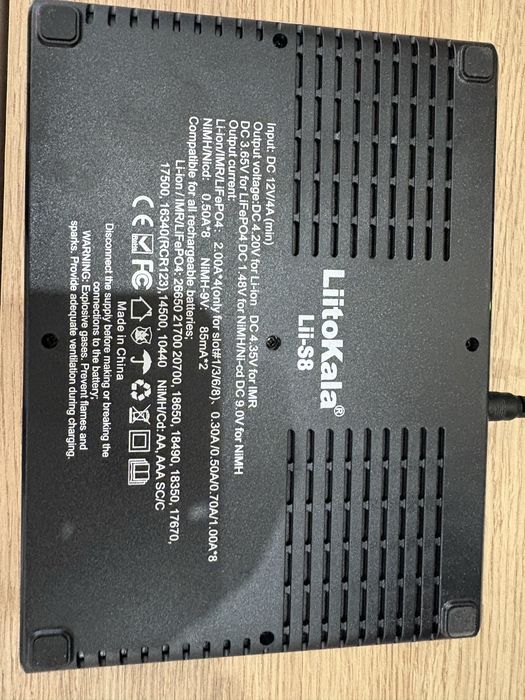 LiitoKala®
Lii-S8
Input: DC 12V/4A (min)
Output voltage:DC 4.20V for Li-ion DC 4.35V for IMR
DC 3.65V for LiFePO4 DC 1.48V for NiMH/Ni-cd DC 9.0V for NiMH
Output current:
Li-ion/IMR/LiFePO4: 2.00A*4(only for slot#1/3/6/8)、0.30A /0.50A/0.70A/1.00A*8
NiMH/Nicd: 0.50A*8 NiMH-9V: 85mA*2
Compatible for all rechargeable batteries;
Li-ion / IMR/LiFePO4: 26650 21700 20700, 18650, 18490, 18350, 17670,
17500, 16340(RCR123),14500, 10440 NiMH/Cd: AA, AAA SC/C
CE FC
Made in China
Disconnect the supply before making or breaking the
connections to the battery;
WARNING: Explosive gases. Prevent flames and
sparks. Provide adequate ventilation during charging.